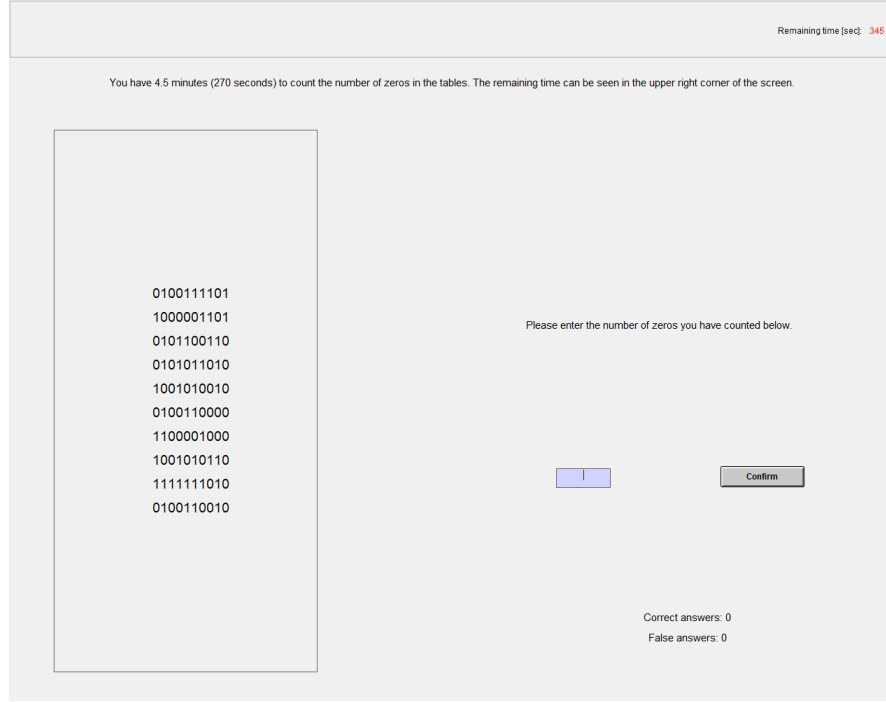 Remaining time [sec]: 345
You have 4.5 minutes (270 seconds) to count the number of zeros in the tables. The remaining time can be seen in the upper right corner of the screen.
0100111101
1000001101
0101100110
0101011010
1001010010
0100110000
1100001000
1001010110
1111111010
0100110010
Please enter the number of zeros you have counted below.
Confirm
Correct answers: 0
False answers: 0